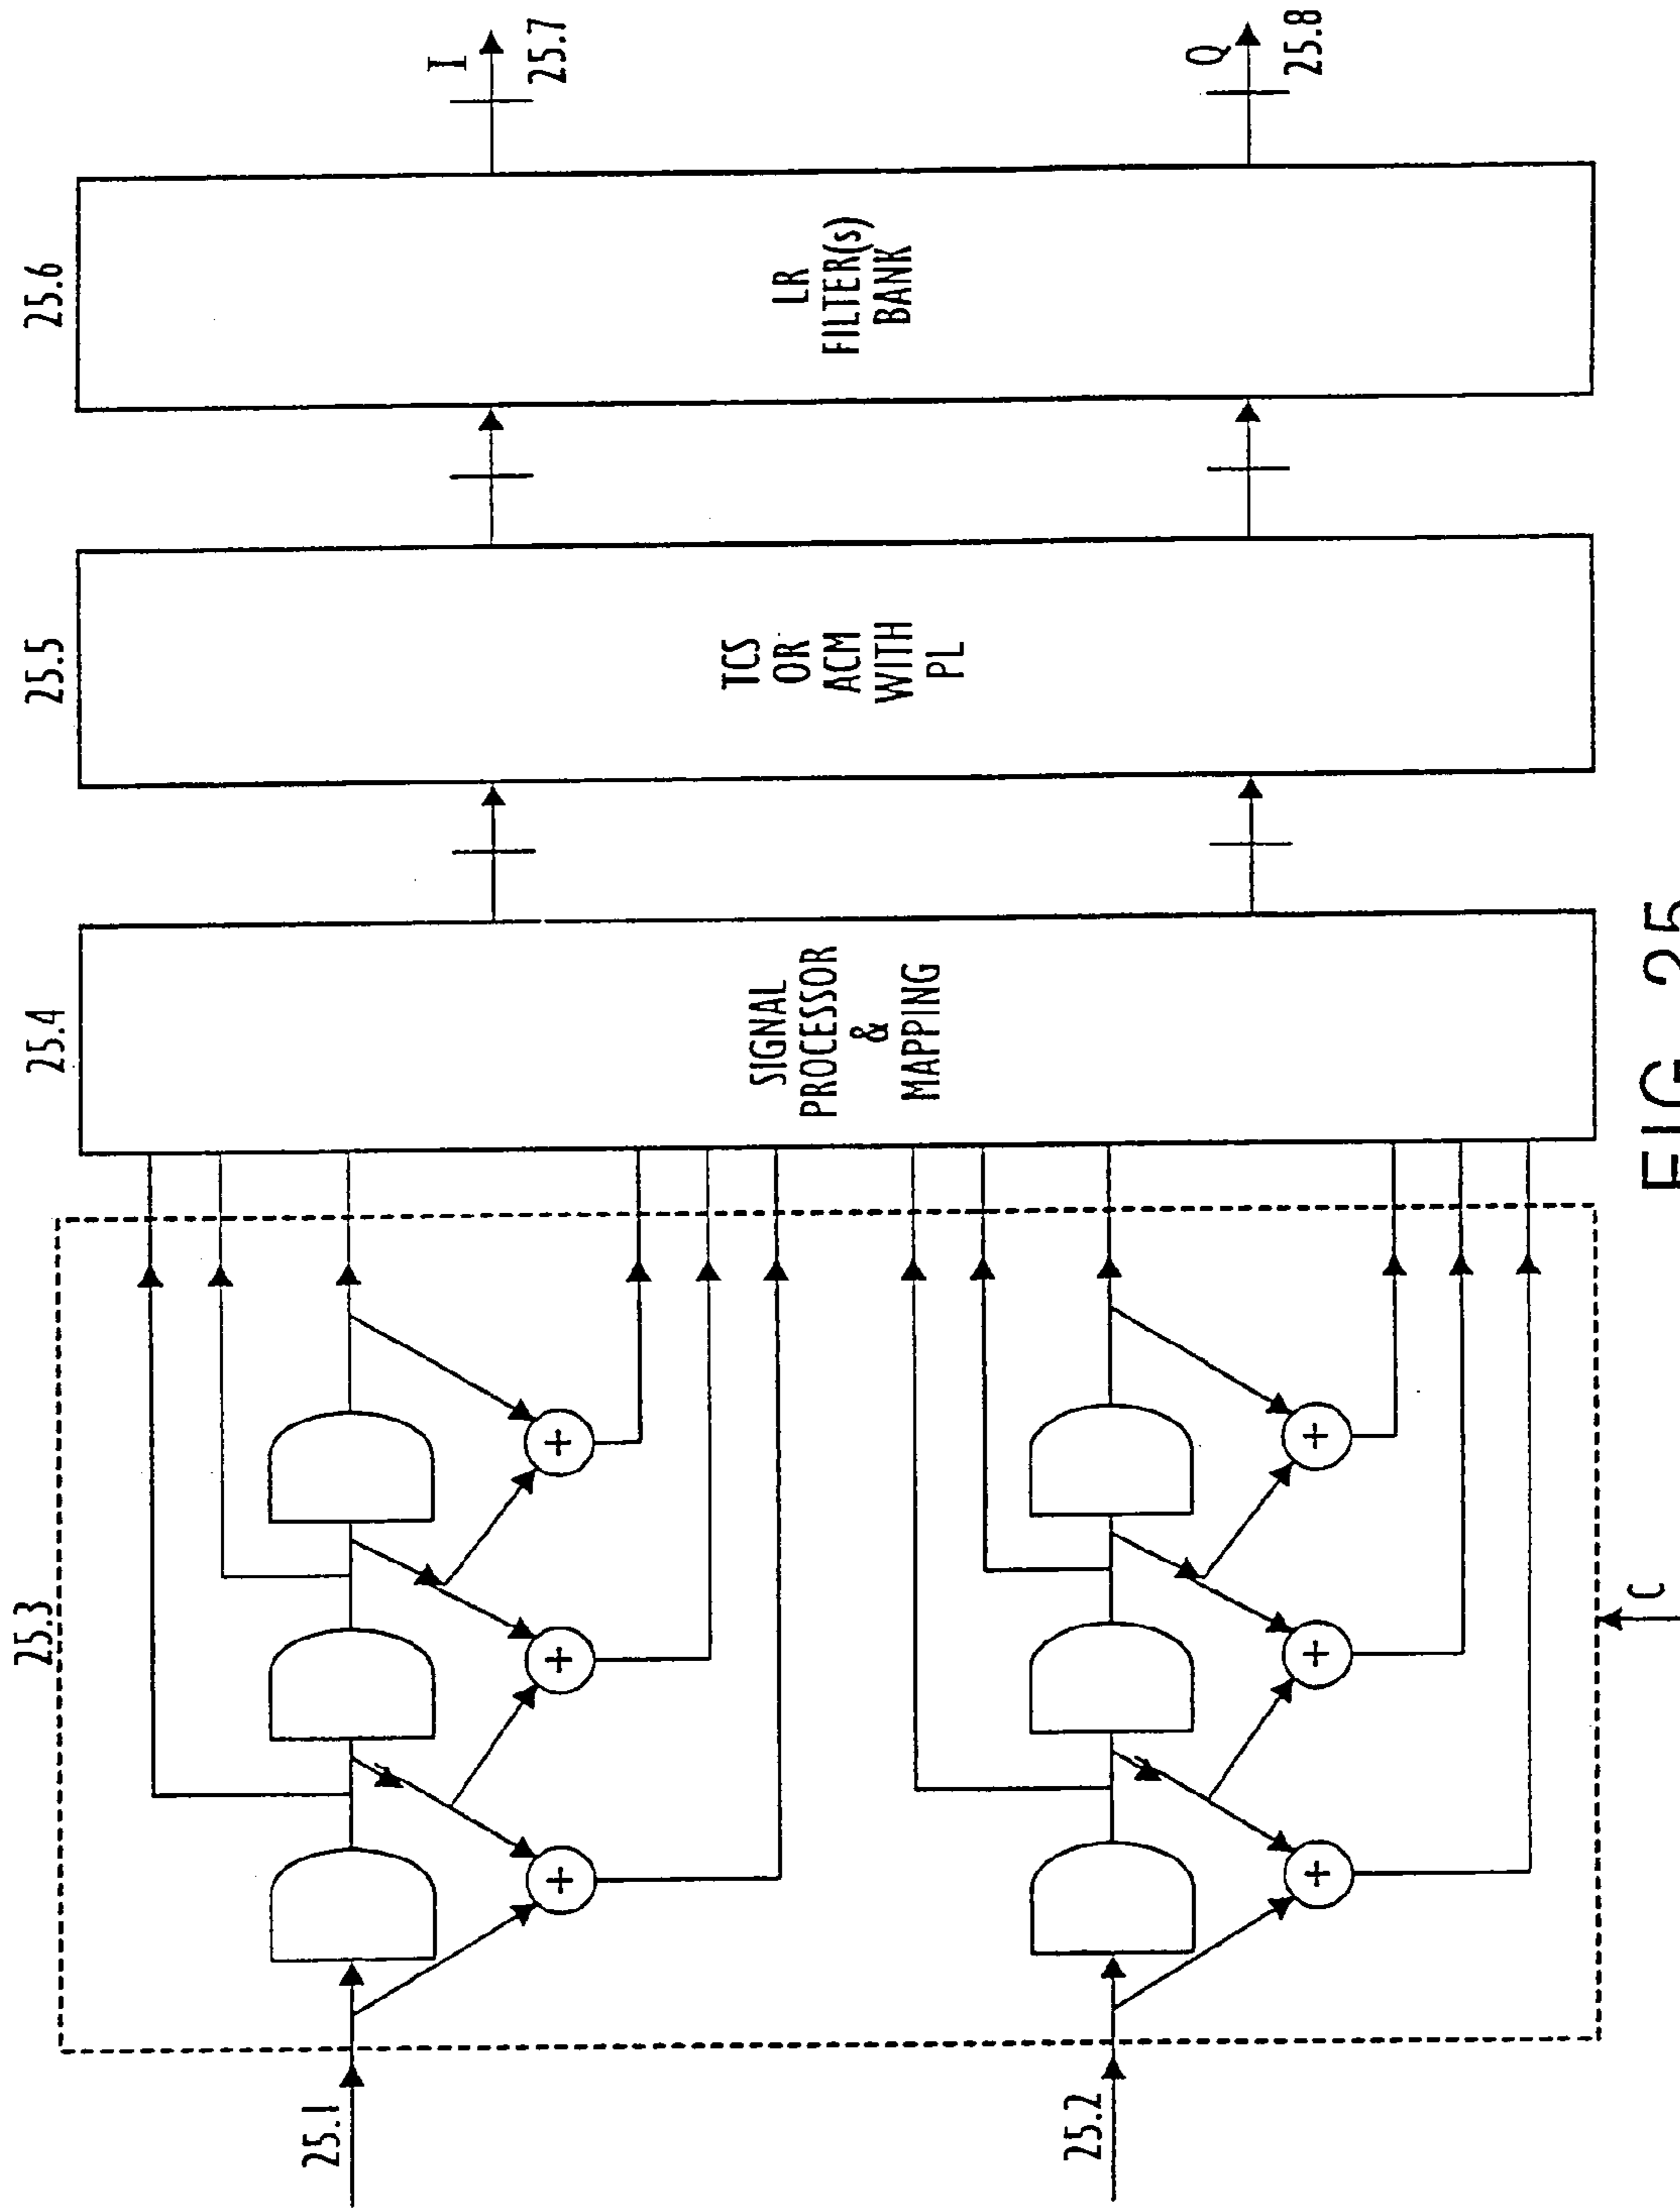 25.1
25.2
25.3
+
+
+
+
+
+
C
25.4
SIGNAL
PROCESSOR
&
MAPPING
25.5
TCS
OR
ACM
WITH
PL
25.6
LR
FILTER(s)
BANK
I
25.7
Q
25.8
FIG 25